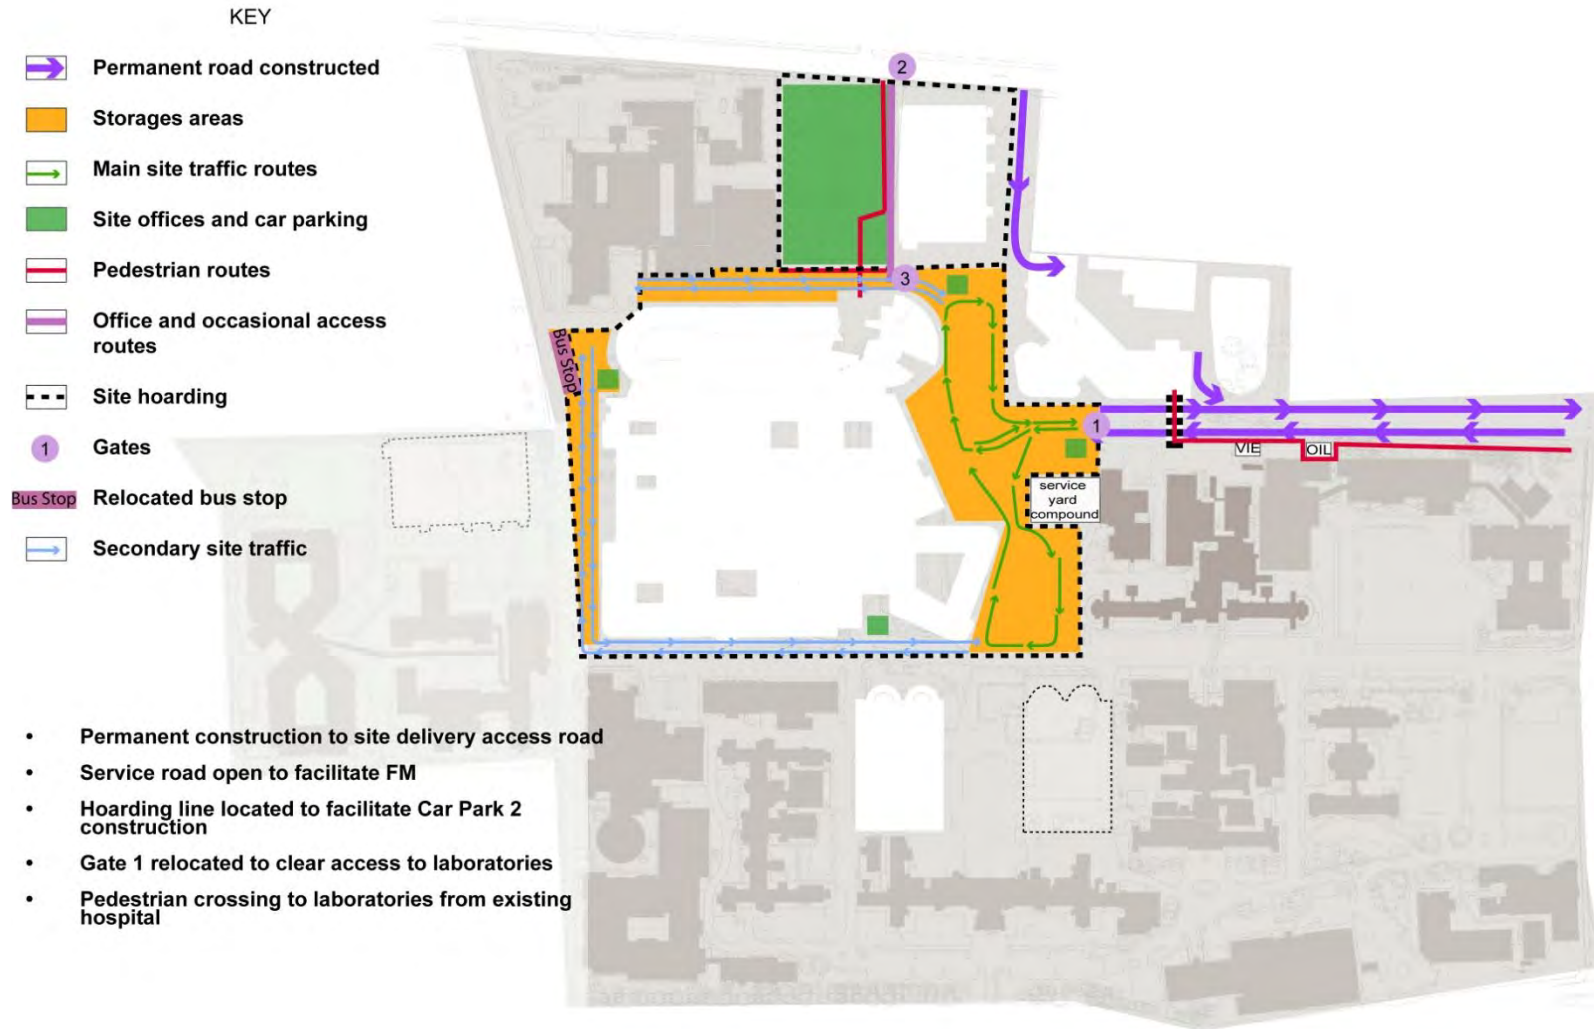 KEY
Permanent road constructed
Storages areas
Main site traffic routes
Site offices and car parking
Pedestrian routes
Office and occasional access
routes
Site hoarding
1 Gates
Bus Stop Relocated bus stop
Secondary site traffic
2
3
Bus Stop
1
VIE
OIL
service
yard
compound
• Permanent construction to site delivery access road
• Service road open to facilitate FM
• Hoarding line located to facilitate Car Park 2
construction
• Gate 1 relocated to clear access to laboratories
• Pedestrian crossing to laboratories from existing
hospital